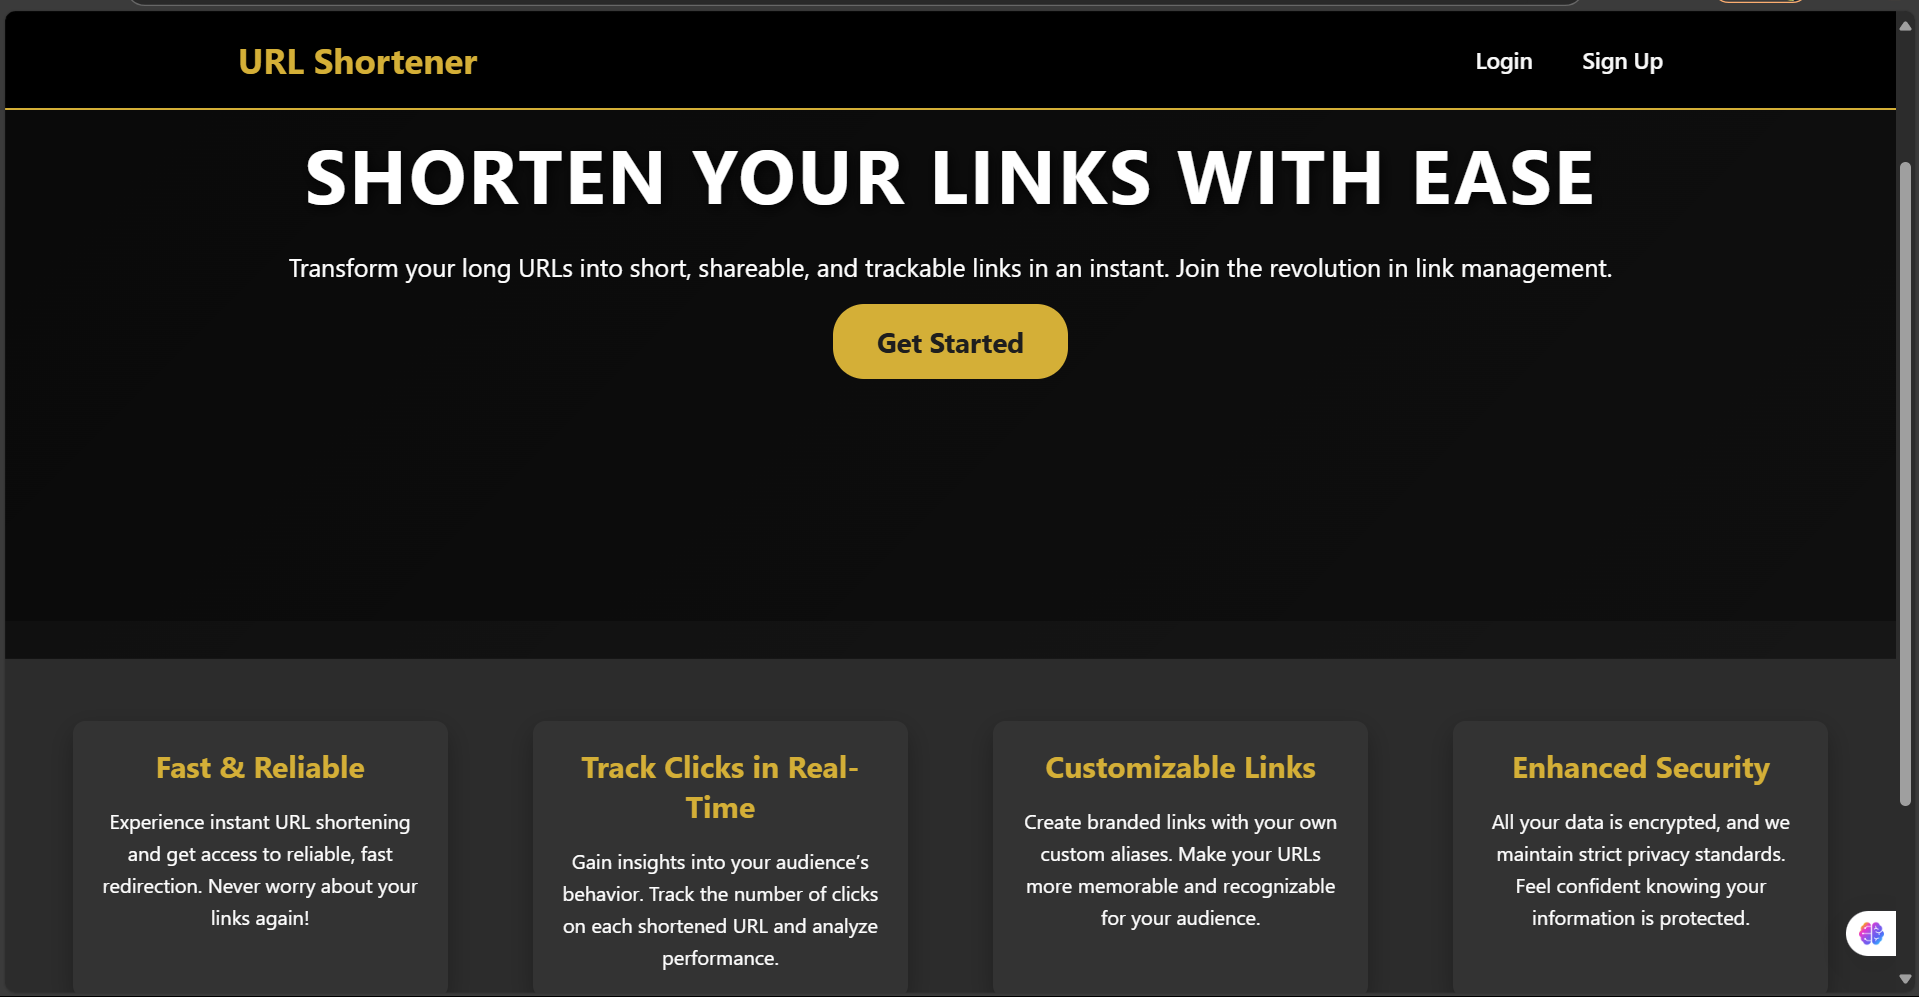 URL Shortener
Login
Sign Up
SHORTEN YOUR LINKS WITH EASE
Transform your long URLs into short, shareable, and trackable links in an instant. Join the revolution in link management.
Get Started
Fast & Reliable
Experience instant URL shortening
and get access to reliable, fast
redirection. Never worry about your
links again!
Track Clicks in Real-
Time
Gain insights into your audience's
behavior. Track the number of clicks
on each shortened URL and analyze
performance.
Customizable Links
Create branded links with your own
custom aliases. Make your URLs
more memorable and recognizable
for your audience.
Enhanced Security
All your data is encrypted, and we
maintain strict privacy standards.
Feel confident knowing your
information is protected.